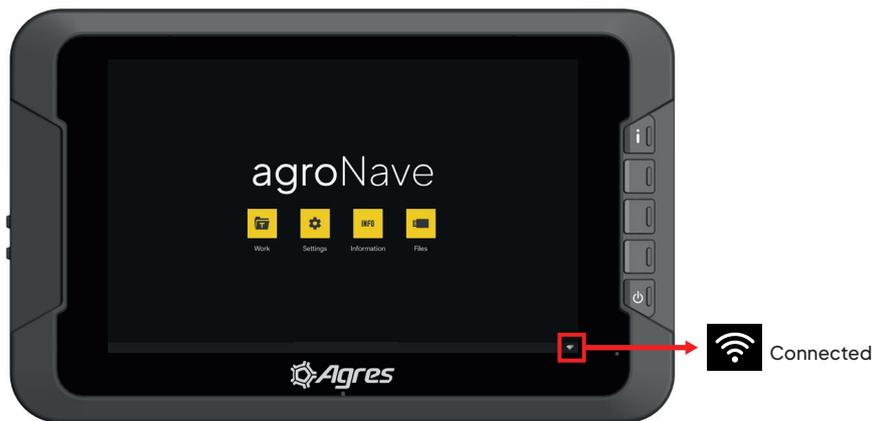 agroNave
Work Settings Information Files
INFO
i
Connected
Agres